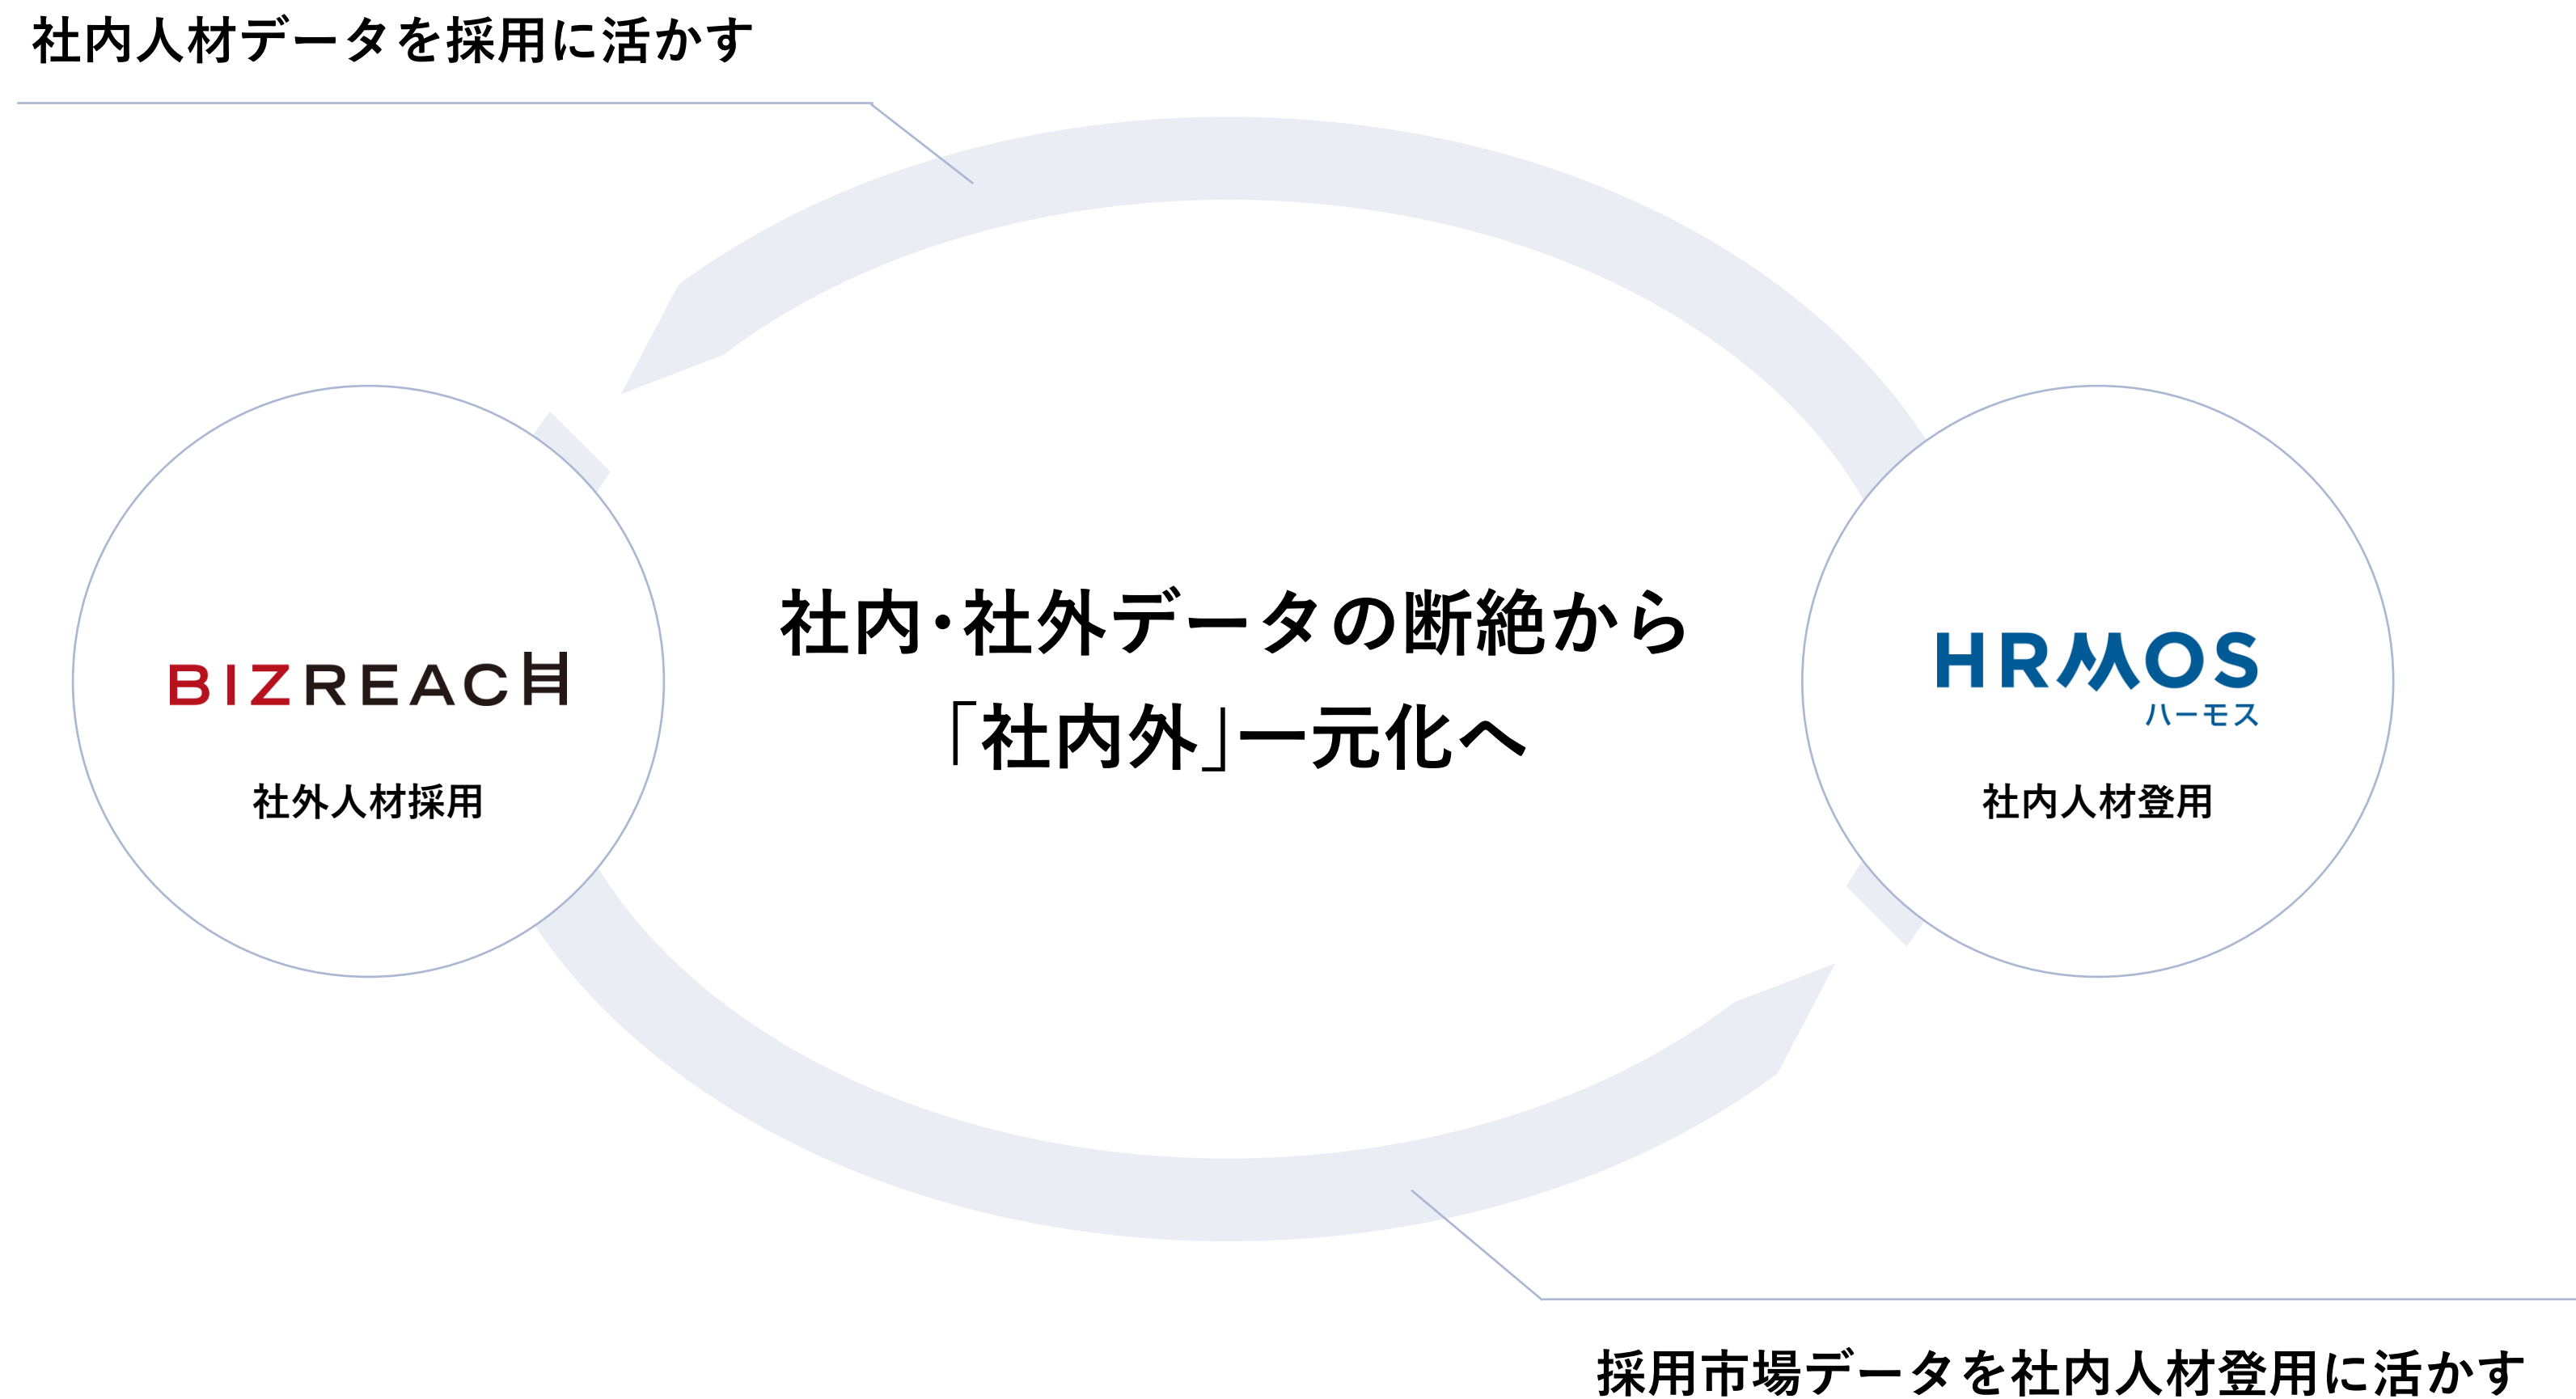 社内人材データを採用に活かす
社内・社外データの断絶から
「社内外」一元化へ
BIZREACH
社外人材採用
HRMOS
ハーモス
社内人材登用
採用市場データを社内人材登用に活かす